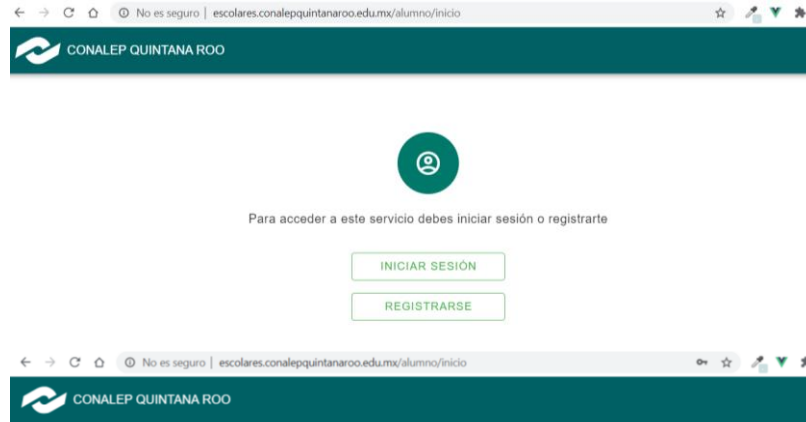 No es seguro | escolares.conalepquintanaroo.edu.mx/alumno/inicio
CONALEP QUINTANA ROO
Para acceder a este servicio debes iniciar sesión o registrarte
INICIAR SESIÓN
REGISTRARSE
No es seguro | escolares.conalepquintanaroo.edu.mx/alumno/inicio
CONALEP QUINTANA ROO